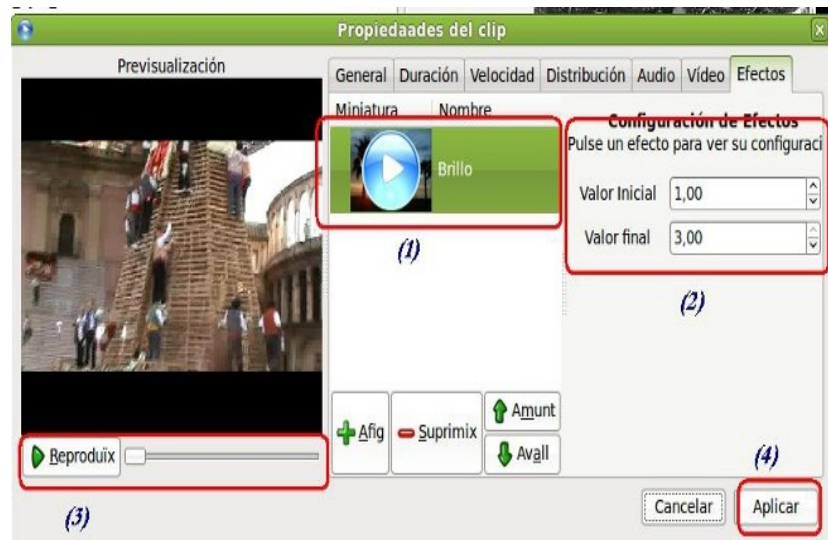 Propiedaades del clip
Previsualización
General Duración Velocidad Distribución Audio Vídeo Efectos
Miniatura Nombre
Brillo
(1)
Configuración de Efectos
Pulse un efecto para ver su configuraci
Valor Inicial 1,00
Valor final 3,00
(2)
Afig Suprimix Amunt
Avall
Reproduïx
(3)
(4)
Cancelar Aplicar